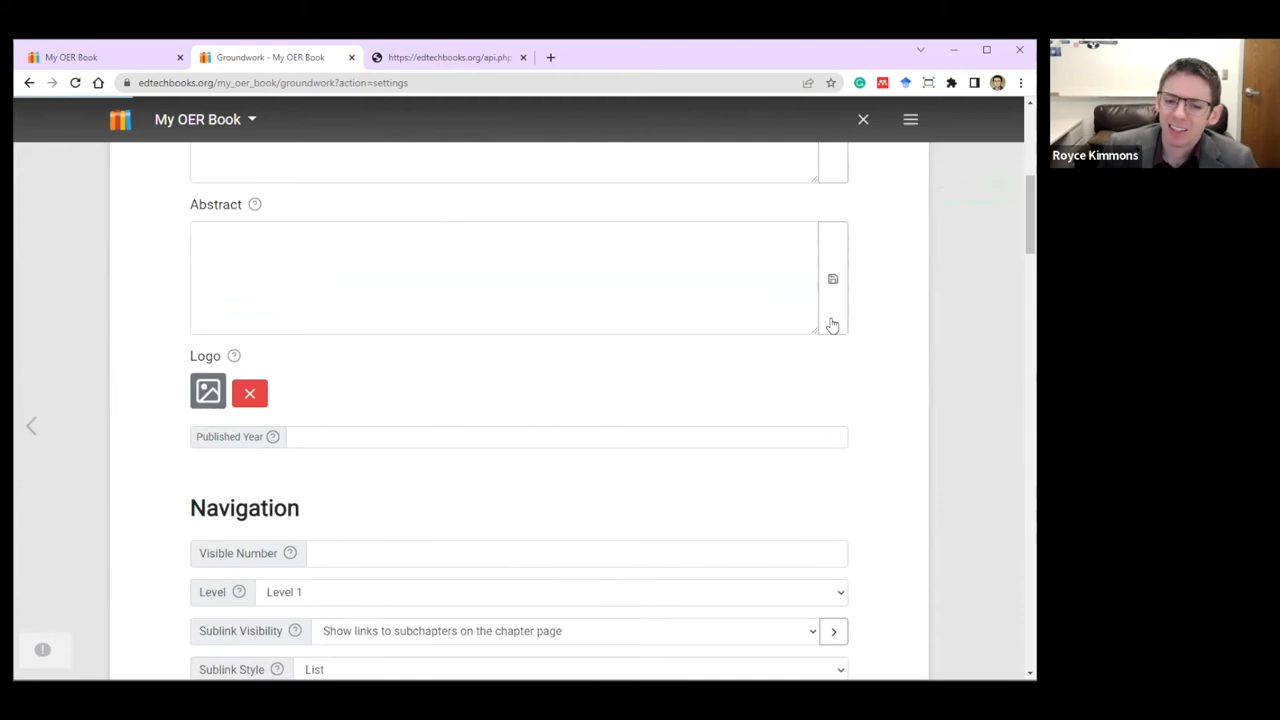 My OER Book
Groundwork - My OER Book
https://edtechbooks.org/api.php
edtechbooks.org/my_oer_book/groundwork?action=settings
My OER Book
Royce Kimmons
Abstract
Logo
Published Year
Navigation
Visible Number
Level
Level 1
Sublink Visibility
Show links to subchapters on the chapter page
Sublink Style
List